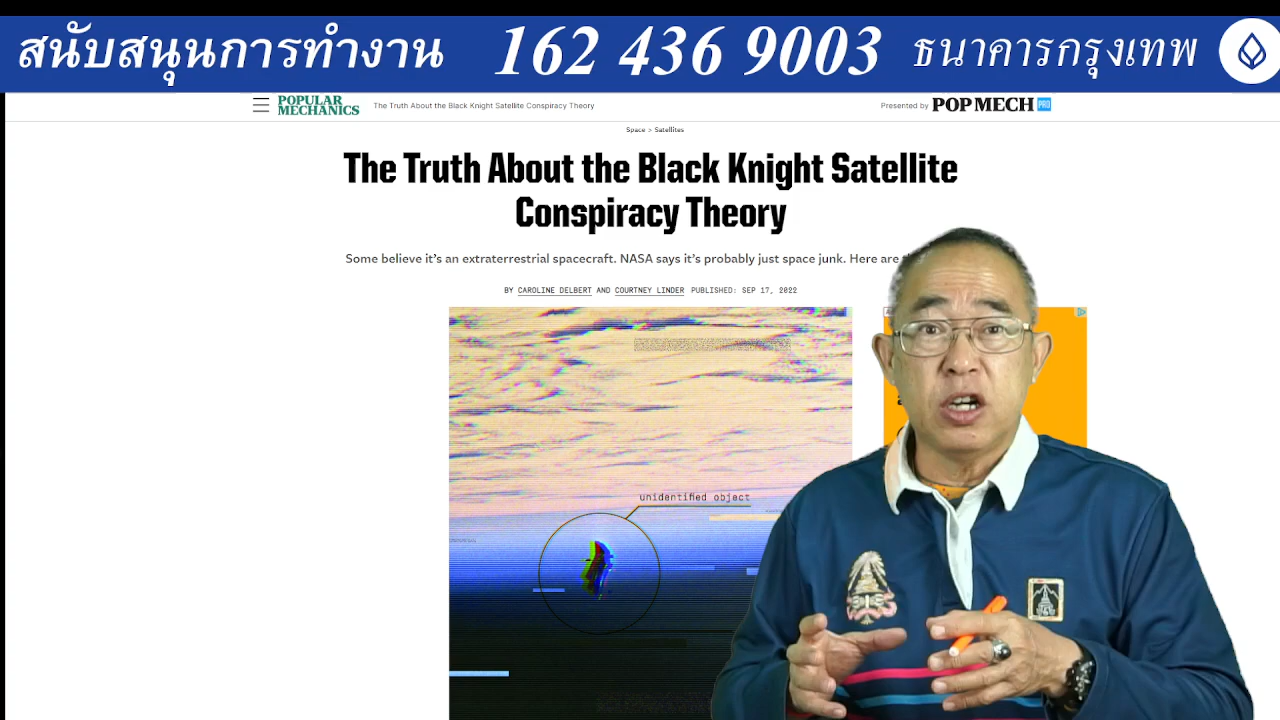 สนับสนุนการทำงาน 162 436 9003 ธนาคารกรุงเทพ
POPULAR MECHANICS The Truth About the Black Knight Satellite Conspiracy Theory Presented by POP MECH PRO
Space > Satellites
The Truth About the Black Knight Satellite
Conspiracy Theory
Some believe it's an extraterrestrial spacecraft. NASA says it's probably just space junk. Here are
BY CAROLINE DELBERT AND COURTNEY LINDER PUBLISHED: SEP 17, 2022
unidentified object